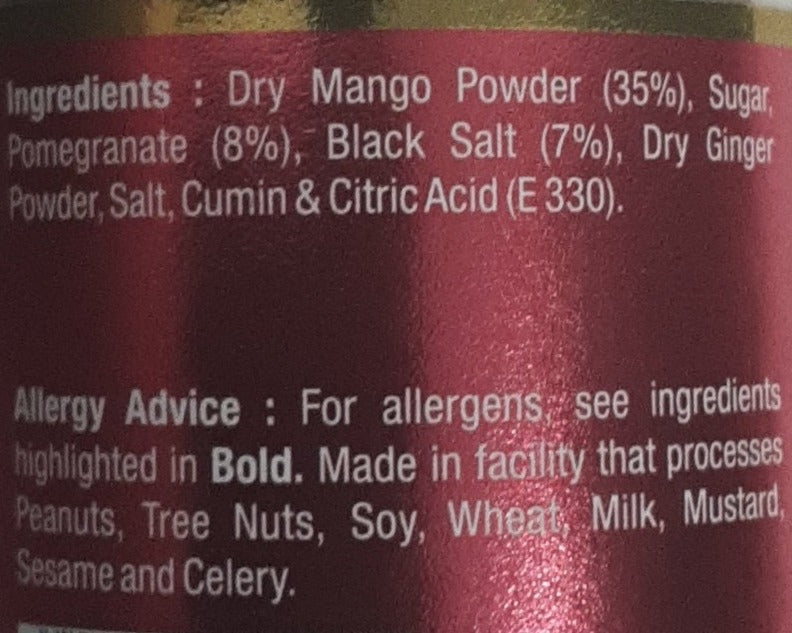 Ingredients : Dry Mango Powder (35%), Sugar,
Pomegranate (8%), Black Salt (7%), Dry Ginger
Powder, Salt, Cumin & Citric Acid (E 330).
Allergy Advice : For allergens, see ingredients
highlighted in Bold. Made in facility that processes
Peanuts, Tree Nuts, Soy, Wheat, Milk, Mustard,
Sesame and Celery.